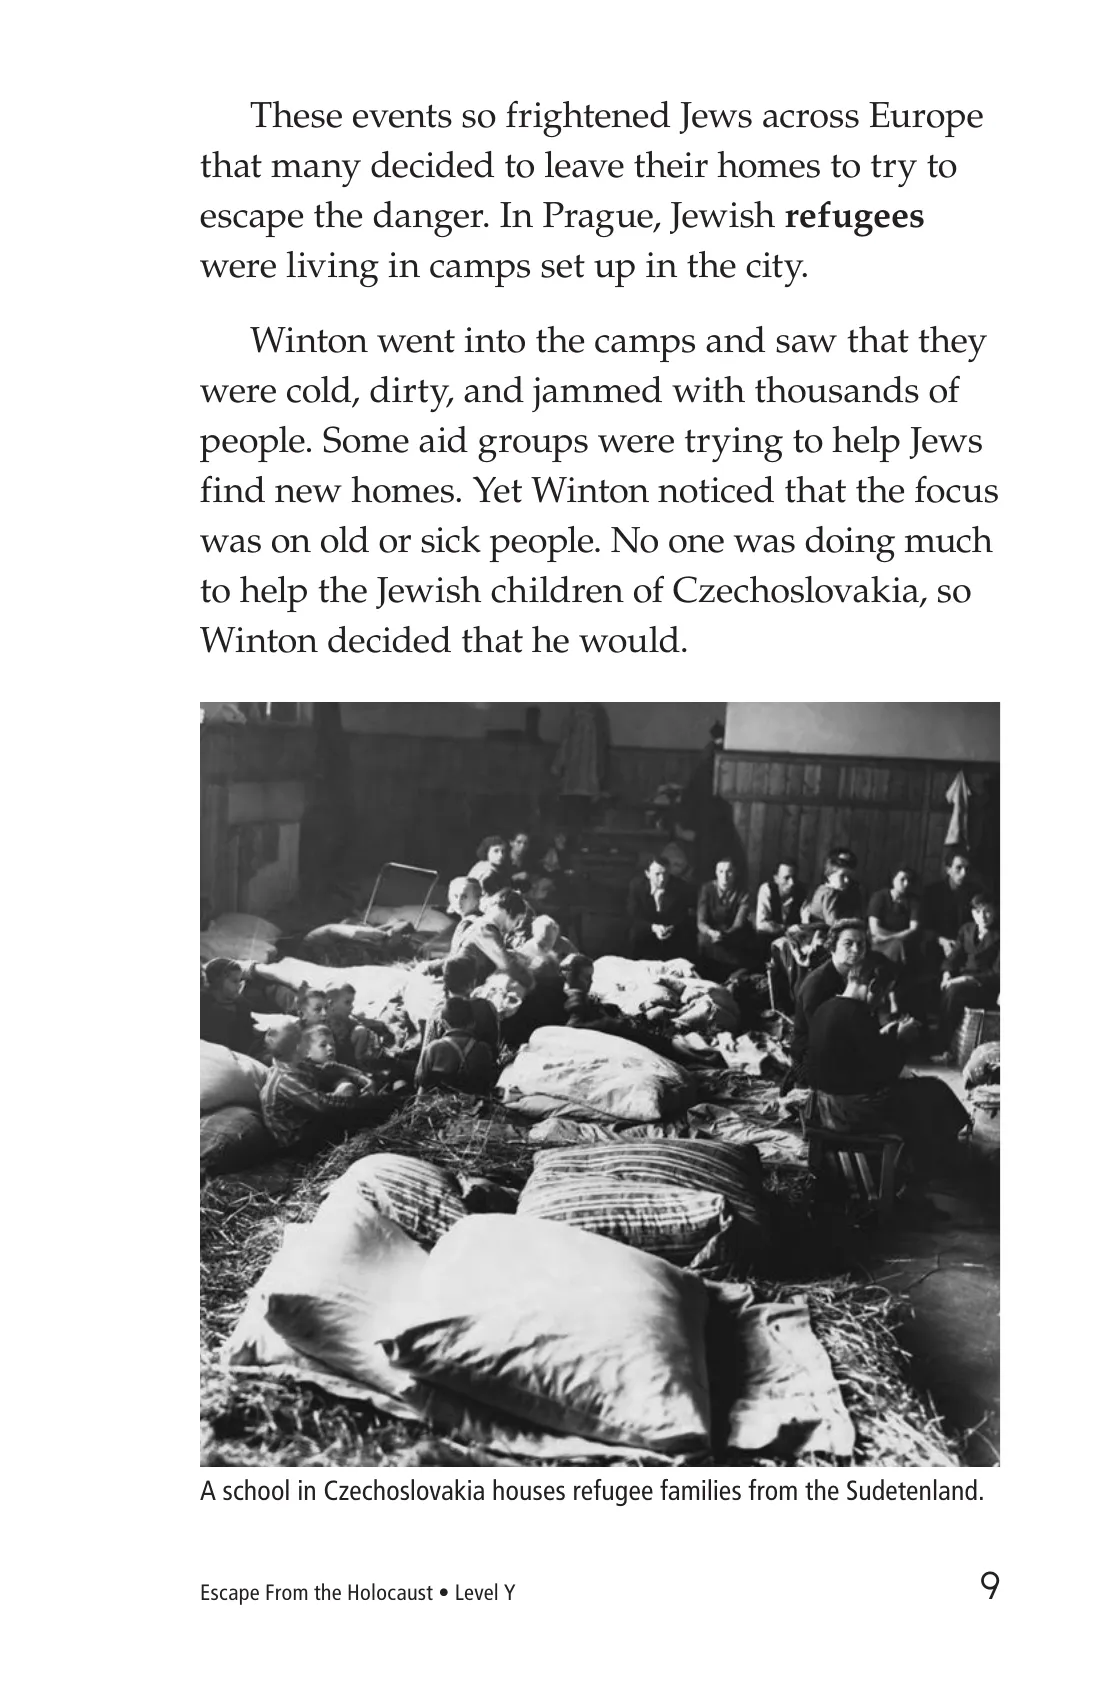 These events so frightened Jews across Europe
that many decided to leave their homes to try to
escape the danger. In Prague, Jewish refugees
were living in camps set up in the city.
Winton went into the camps and saw that they
were cold, dirty, and jammed with thousands of
people. Some aid groups were trying to help Jews
find new homes. Yet Winton noticed that the focus
was on old or sick people. No one was doing much
to help the Jewish children of Czechoslovakia, so
Winton decided that he would.
A school in Czechoslovakia houses refugee families from the Sudetenland.
Escape From the Holocaust • Level Y
9